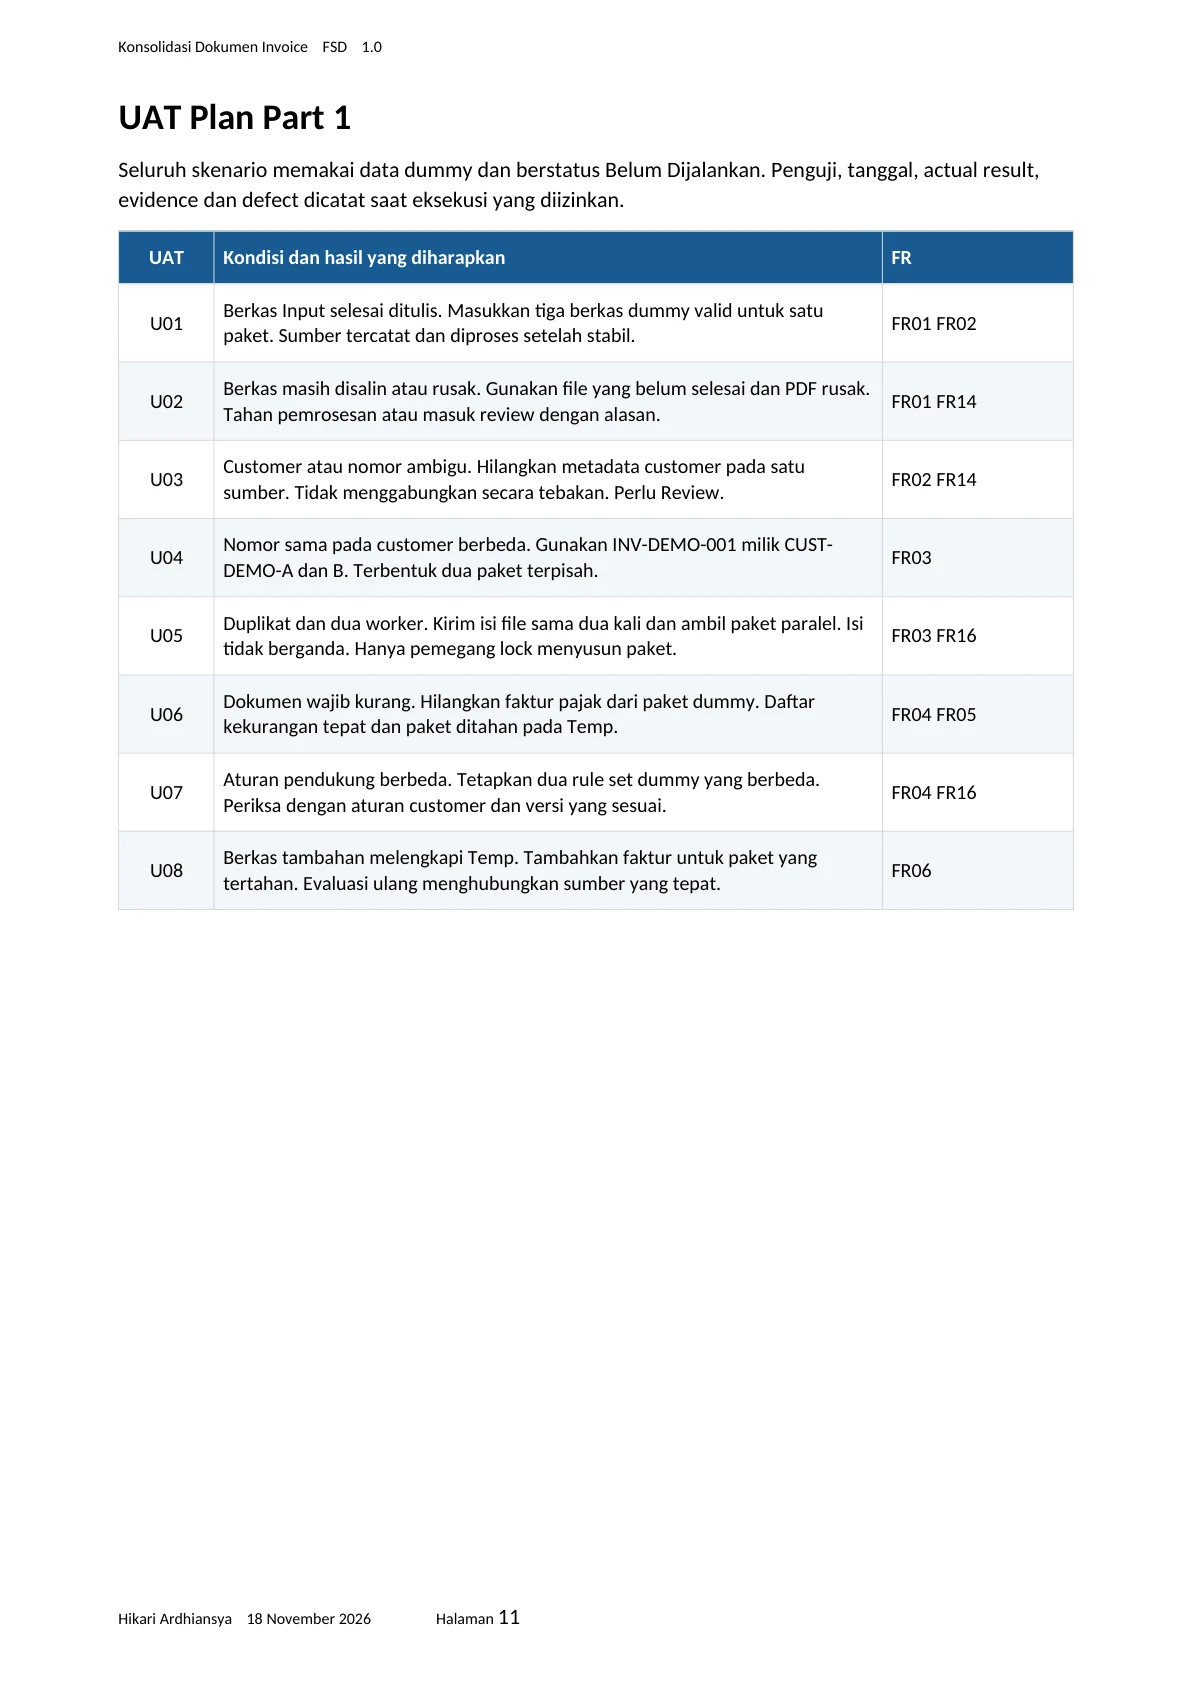 Konsolidasi Dokumen Invoice FSD 1.0
UAT Plan Part 1
Seluruh skenario memakai data dummy dan berstatus Belum Dijalankan. Penguji, tanggal, actual result,
evidence dan defect dicatat saat eksekusi yang diizinkan.
UAT Kondisi dan hasil yang diharapkan FR
U01 Berkas Input selesai ditulis. Masukkan tiga berkas dummy valid untuk satu
paket. Sumber tercatat dan diproses setelah stabil. FR01 FR02
U02 Berkas masih disalin atau rusak. Gunakan file yang belum selesai dan PDF rusak.
Tahan pemrosesan atau masuk review dengan alasan. FR01 FR14
U03 Customer atau nomor ambigu. Hilangkan metadata customer pada satu
sumber. Tidak menggabungkan secara tebakan. Perlu Review. FR02 FR14
U04 Nomor sama pada customer berbeda. Gunakan INV-DEMO-001 milik CUST-
DEMO-A dan B. Terbentuk dua paket terpisah. FR03
U05 Duplikat dan dua worker. Kirim isi file sama dua kali dan ambil paket paralel. Isi
tidak berganda. Hanya pemegang lock menyusun paket. FR03 FR16
U06 Dokumen wajib kurang. Hilangkan faktur pajak dari paket dummy. Daftar
kekurangan tepat dan paket ditahan pada Temp. FR04 FR05
U07 Aturan pendukung berbeda. Tetapkan dua rule set dummy yang berbeda.
Periksa dengan aturan customer dan versi yang sesuai. FR04 FR16
U08 Berkas tambahan melengkapi Temp. Tambahkan faktur untuk paket yang
tertahan. Evaluasi ulang menghubungkan sumber yang tepat. FR06
Hikari Ardhiansya 18 November 2026 Halaman 11